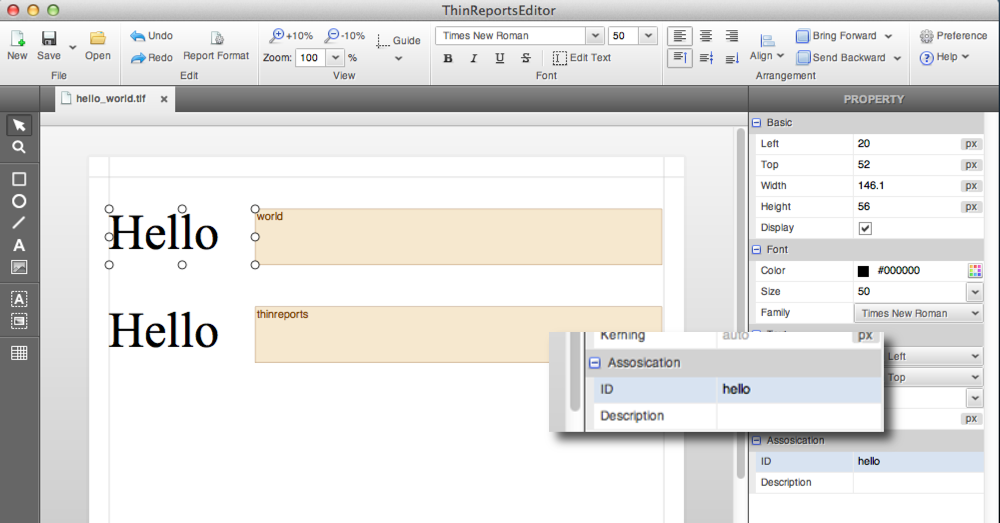 ThinReportsEditor
New Save Open
File
Undo
Redo
Report Format
Edit
+10% -10%
Zoom: 100 %
Guide
View
Times New Roman 50
B I U S Edit Text
Font
Align
Bring Forward
Send Backward
Arrangement
Preference
Help
hello_world.tlf
PROPERTY
Basic
Left 20 px
Top 52 px
Width 146.1 px
Height 56 px
Display
Font
Color #000000
Size 50
Family Times New Roman
Left
Top
px
Assosication
ID hello
Description
Hello
world
Hello
thinreports
Kerning auto px
Assosication
ID hello
Description
A
A